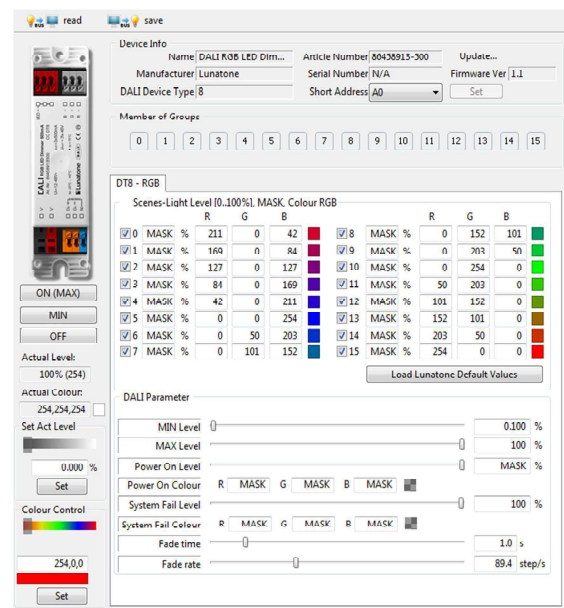 read save
Device Info
Name DALI RGB LED Dim... Article Number 86458915-300 Update...
Manufacturer Lunatone Serial Number N/A Firmware Ver 1.1
DALI Device Type 8 Short Address A0 Set
Member of Groups
0 1 2 3 4 5 6 7 8 9 10 11 12 13 14 15
DT8 - RGB
Scenes-Light Level [0..100%], MASK, Colour RGB
R G B R G B
0 MASK % 211 0 42 8 MASK % 0 152 101
1 MASK % 169 0 84 9 MASK % 0 203 50
2 MASK % 127 0 127 10 MASK % 0 254 0
3 MASK % 84 0 169 11 MASK % 50 203 0
4 MASK % 42 0 211 12 MASK % 101 152 0
5 MASK % 0 0 254 13 MASK % 152 101 0
6 MASK % 0 50 203 14 MASK % 203 50 0
7 MASK % 0 101 152 15 MASK % 254 0 0
Load Lunatone Default Values
ON (MAX)
MIN
OFF
Actual Level:
100% (254)
Actual Colour:
254,254,254
Set Act Level
0.000 %
Set
Colour Control
254,0,0
Set
DALI Parameter
MIN Level 0.100 %
MAX Level 100 %
Power On Level MASK %
Power On Colour R MASK G MASK B MASK
System Fail Level 100 %
System Fail Colour R MASK G MASK B MASK
Fade time 1.0 s
Fade rate 89.4 step/s